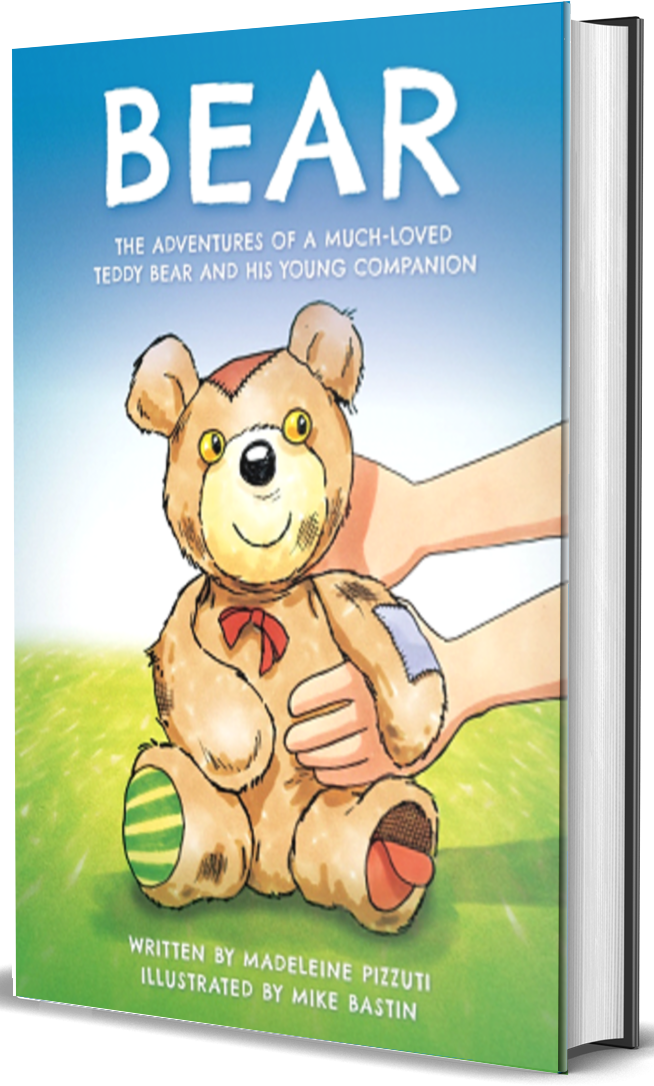 BEAR
THE ADVENTURES OF A MUCH-LOVED
TEDDY BEAR AND HIS YOUNG COMPANION
WRITTEN BY MADELEINE PIZZUTI
ILLUSTRATED BY MIKE BASTIN